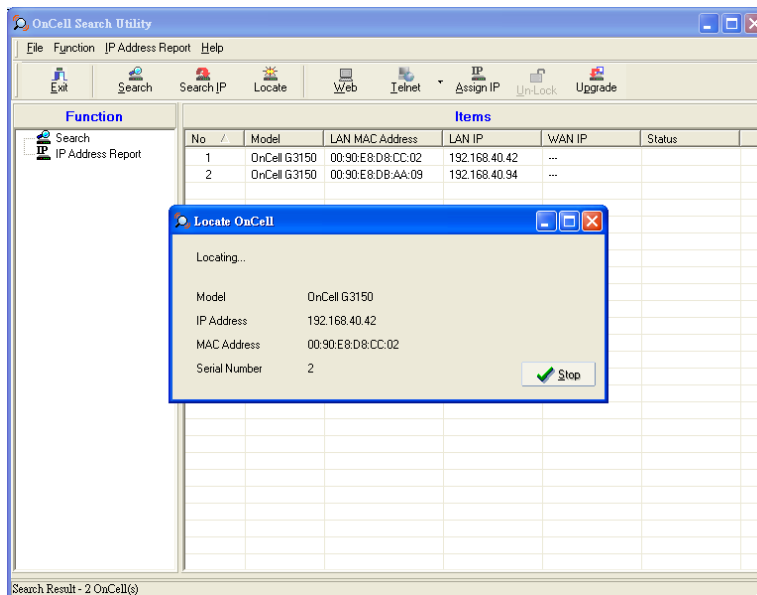 OnCell Search Utility
File Function IP Address Report Help
Exit Search Search IP Locate Web Telnet Assign IP Un-Lock Upgrade
Function Items
Search
IP Address Report
No Model LAN MAC Address LAN IP WAN IP Status
1 OnCell G3150 00:90:E8:D8:CC:02 192.168.40.42 ---
2 OnCell G3150 00:90:E8:DB:AA:09 192.168.40.94 ---
Locate OnCell
Locating...
Model OnCell G3150
IP Address 192.168.40.42
MAC Address 00:90:E8:D8:CC:02
Serial Number 2
Stop
Search Result - 2 OnCell(s)